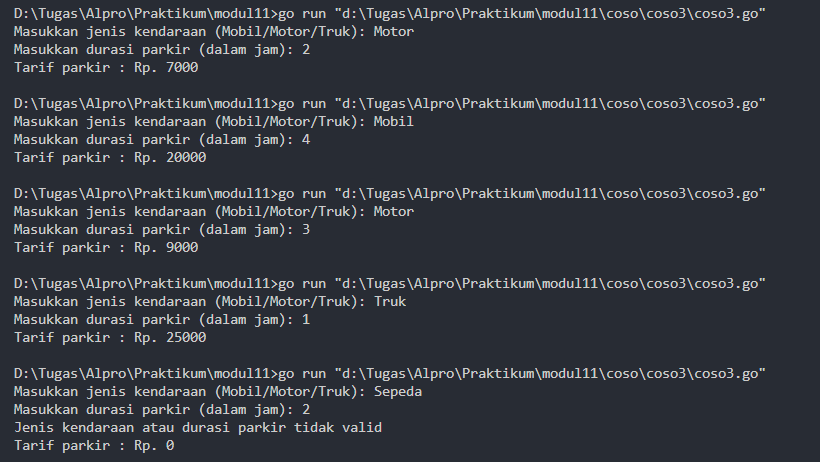 D:\Tugas\Alpro\Praktikum\modul11>go run "d:\Tugas\Alpro\Praktikum\modul11\coso\coso3\coso3.go"
Masukkan jenis kendaraan (Mobil/Motor/Truk): Motor
Masukkan durasi parkir (dalam jam): 2
Tarif parkir : Rp. 7000
D:\Tugas\Alpro\Praktikum\modul11>go run "d:\Tugas\Alpro\Praktikum\modul11\coso\coso3\coso3.go"
Masukkan jenis kendaraan (Mobil/Motor/Truk): Mobil
Masukkan durasi parkir (dalam jam): 4
Tarif parkir : Rp. 20000
D:\Tugas\Alpro\Praktikum\modul11>go run "d:\Tugas\Alpro\Praktikum\modul11\coso\coso3\coso3.go"
Masukkan jenis kendaraan (Mobil/Motor/Truk): Motor
Masukkan durasi parkir (dalam jam): 3
Tarif parkir : Rp. 9000
D:\Tugas\Alpro\Praktikum\modul11>go run "d:\Tugas\Alpro\Praktikum\modul11\coso\coso3\coso3.go"
Masukkan jenis kendaraan (Mobil/Motor/Truk): Truk
Masukkan durasi parkir (dalam jam): 1
Tarif parkir : Rp. 25000
D:\Tugas\Alpro\Praktikum\modul11>go run "d:\Tugas\Alpro\Praktikum\modul11\coso\coso3\coso3.go"
Masukkan jenis kendaraan (Mobil/Motor/Truk): Sepeda
Masukkan durasi parkir (dalam jam): 2
Jenis kendaraan atau durasi parkir tidak valid
Tarif parkir : Rp. 0